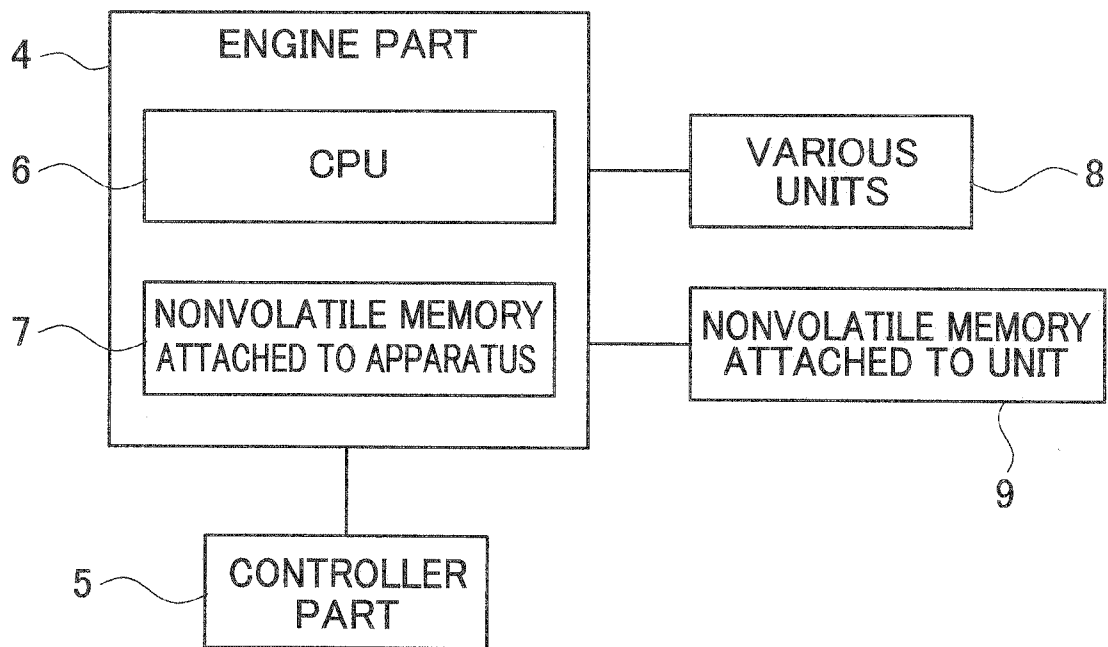 4
ENGINE PART
6
CPU
VARIOUS
UNITS
8
7
NONVOLATILE MEMORY
ATTACHED TO APPARATUS
NONVOLATILE MEMORY
ATTACHED TO UNIT
9
5
CONTROLLER
PART